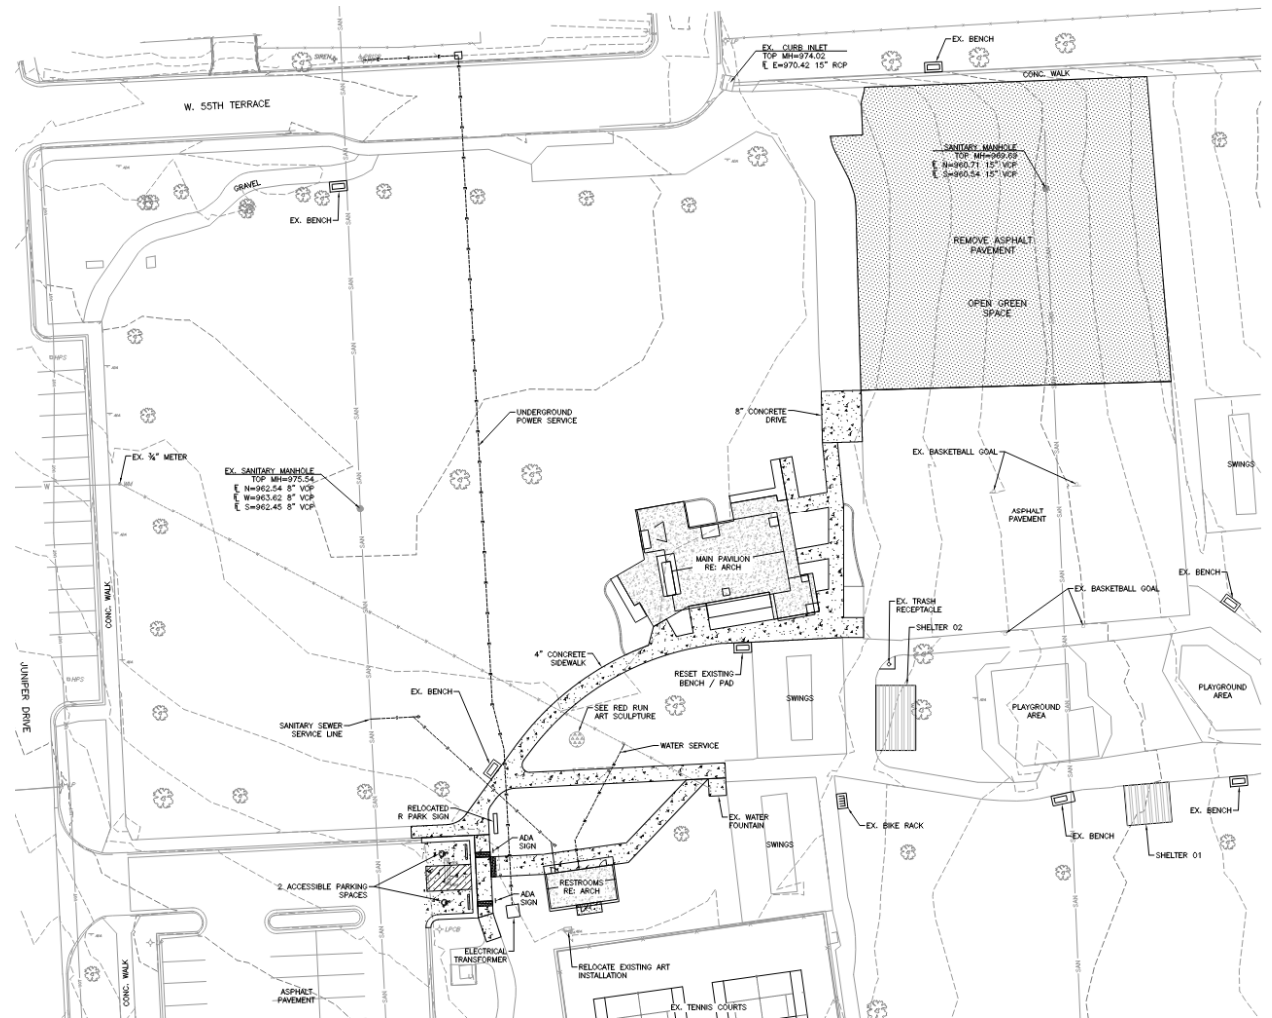 EX. CURB INLET
TOP MH=974.02
E=970.42 15" RCP
EX. BENCH
CONC. WALK
SIREN
W. 55TH TERRACE
SANITARY MANHOLE
TOP MH=969.69
N=960.71 15" VCP
S=960.54 15" VCP
GRAVEL
EX. BENCH
SAN
REMOVE ASPHALT
PAVEMENT
OPEN GREEN
SPACE
HPS
UNDERGROUND
POWER SERVICE
8" CONCRETE
DRIVE
EX. BASKETBALL GOAL
EX. ¾" METER
W
WV
EX. SANITARY MANHOLE
TOP MH=975.54
N=962.54 8" VCP
W=963.62 8" VCP
S=962.45 8" VCP
SWINGS
ASPHALT
PAVEMENT
MAIN PAVILION
RE: ARCH
EX. BENCH
EX. BASKETBALL GOAL
CONC. WALK
EX. TRASH
RECEPTACLE
SHELTER 02
4" CONCRETE
SIDEWALK
RESET EXISTING
BENCH / PAD
JUNIPER DRIVE
HPS
EX. BENCH
SWINGS
PLAYGROUND
AREA
PLAYGROUND
AREA
SEE RED RUN
ART SCULPTURE
SANITARY SEWER
SERVICE LINE
WATER SERVICE
RELOCATED
R PARK SIGN
EX. WATER
FOUNTAIN
EX. BIKE RACK
EX. BENCH
EX. BENCH
SHELTER 01
ADA
SIGN
SWINGS
2 ACCESSIBLE PARKING
SPACES
RESTROOMS
RE: ARCH
ADA
SIGN
LPCB
ELECTRICAL
TRANSFORMER
RELOCATE EXISTING ART
INSTALLATION
CONC. WALK
ASPHALT
PAVEMENT
EX. TENNIS COURTS